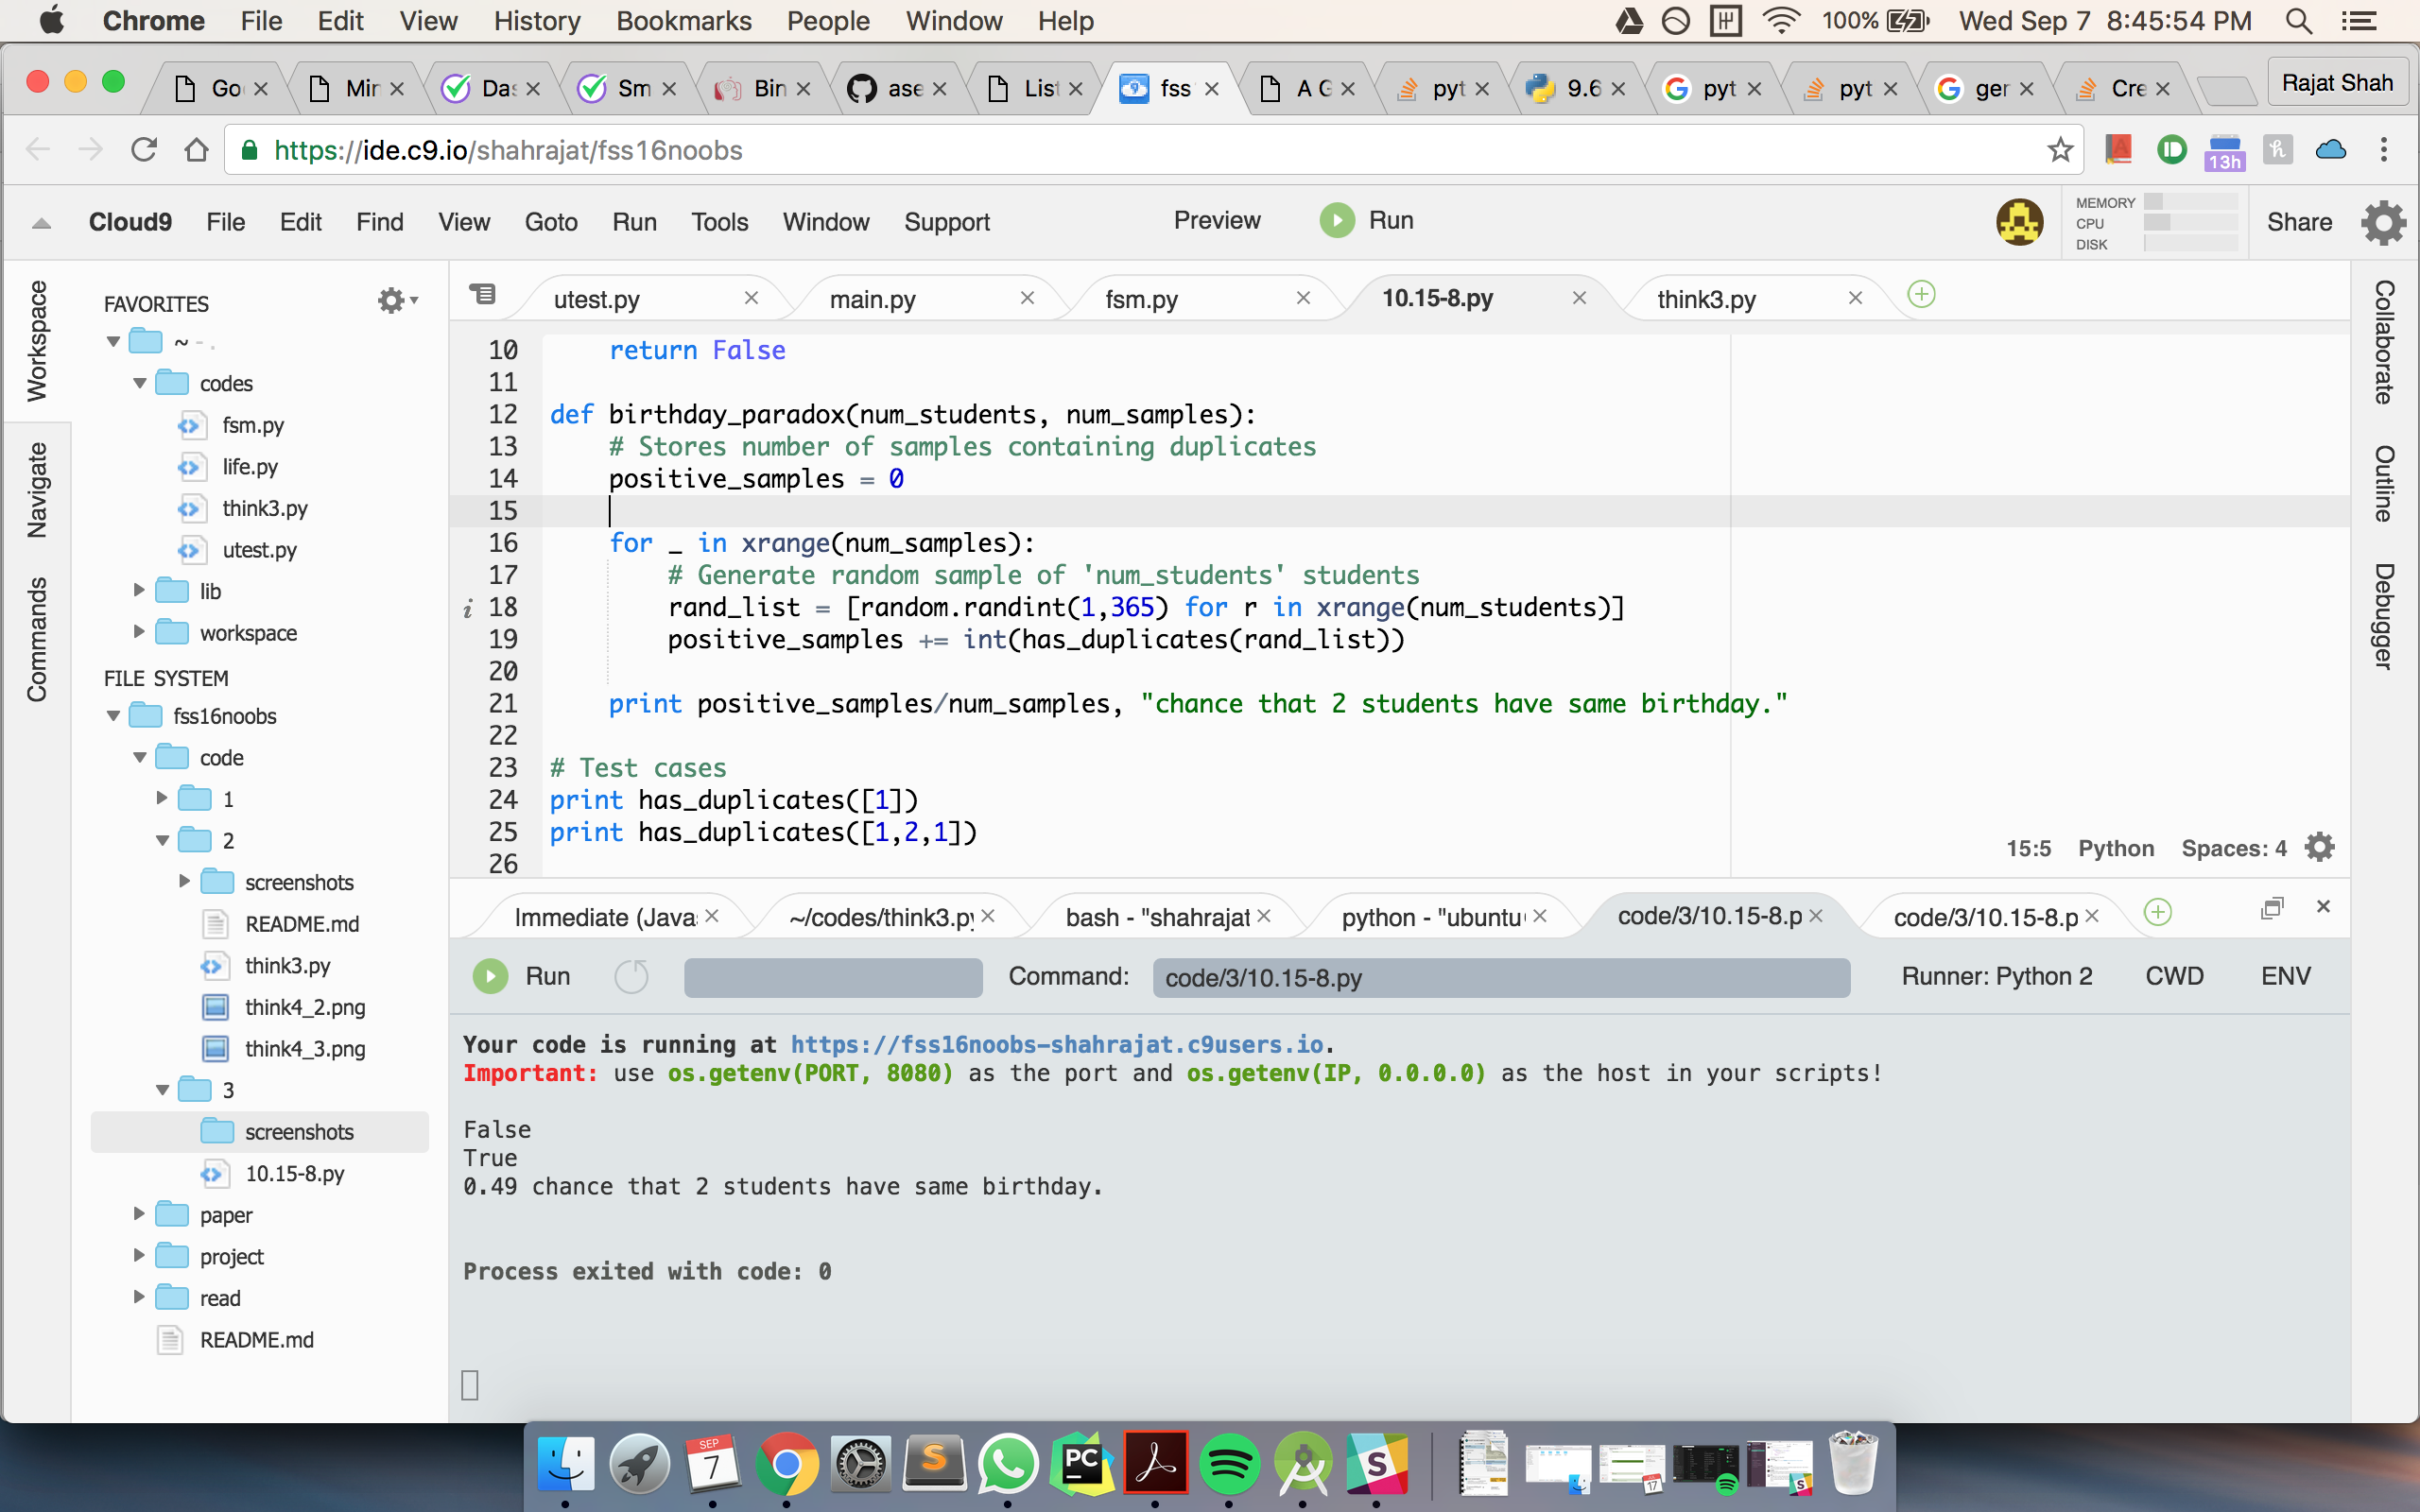 Chrome File Edit View History Bookmarks People Window Help 100% Wed Sep 7 8:45:54 PM
Go Min Das Sm Bin ase List fss A G pyt 9.6 pyt pyt ger Cre Rajat Shah
https://ide.c9.io/shahrajat/fss16noobs 13h
Cloud9 File Edit Find View Goto Run Tools Window Support Preview Run MEMORY CPU DISK Share
Workspace
Navigate
Commands
FAVORITES
~ - .
codes
fsm.py
life.py
think3.py
utest.py
lib
workspace
FILE SYSTEM
fss16noobs
code
1
2
screenshots
README.md
think3.py
think4_2.png
think4_3.png
3
screenshots
10.15-8.py
paper
project
read
README.md
utest.py main.py fsm.py 10.15-8.py think3.py
10 return False
11
12 def birthday_paradox(num_students, num_samples):
13 # Stores number of samples containing duplicates
14 positive_samples = 0
15
16 for _ in xrange(num_samples):
17 # Generate random sample of 'num_students' students
i 18 rand_list = [random.randint(1,365) for r in xrange(num_students)]
19 positive_samples += int(has_duplicates(rand_list))
20
21 print positive_samples/num_samples, "chance that 2 students have same birthday."
22
23 # Test cases
24 print has_duplicates([1])
25 print has_duplicates([1,2,1])
26
15:5 Python Spaces: 4
Collaborate
Outline
Debugger
Immediate (Java ~/codes/think3.py bash - "shahrajat python - "ubuntu code/3/10.15-8.p code/3/10.15-8.p
Run Command: code/3/10.15-8.py Runner: Python 2 CWD ENV
Your code is running at https://fss16noobs-shahrajat.c9users.io.
Important: use os.getenv(PORT, 8080) as the port and os.getenv(IP, 0.0.0.0) as the host in your scripts!
False
True
0.49 chance that 2 students have same birthday.
Process exited with code: 0
SEP
7
S
PC
S
17